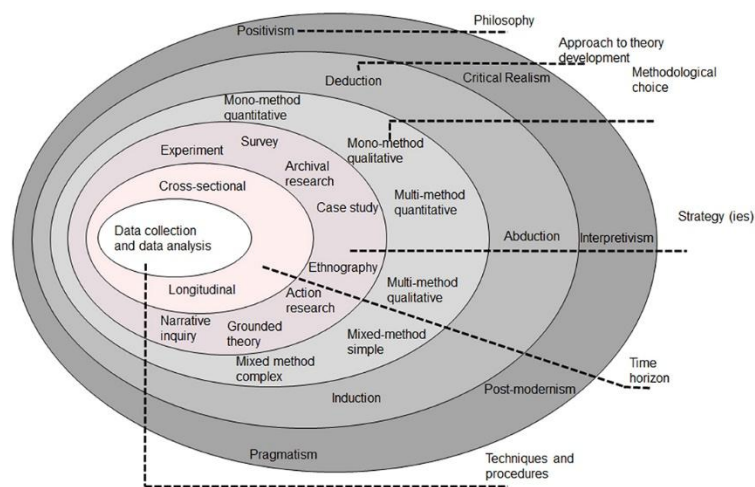 Philosophy
Positivism
Approach to theory
development
Critical Realism
Deduction
Methodological
choice
Mono-method
quantitative
Survey
Experiment
Mono-method
qualitative
Archival
research
Cross-sectional
Multi-method
quantitative
Case study
Strategy (ies)
Data collection
and data analysis
Abduction
Interpretivism
Ethnography
Multi-method
qualitative
Longitudinal
Action
research
Narrative
inquiry
Grounded
theory
Mixed-method
simple
Mixed method
complex
Time
horizon
Post-modernism
Induction
Pragmatism
Techniques and
procedures